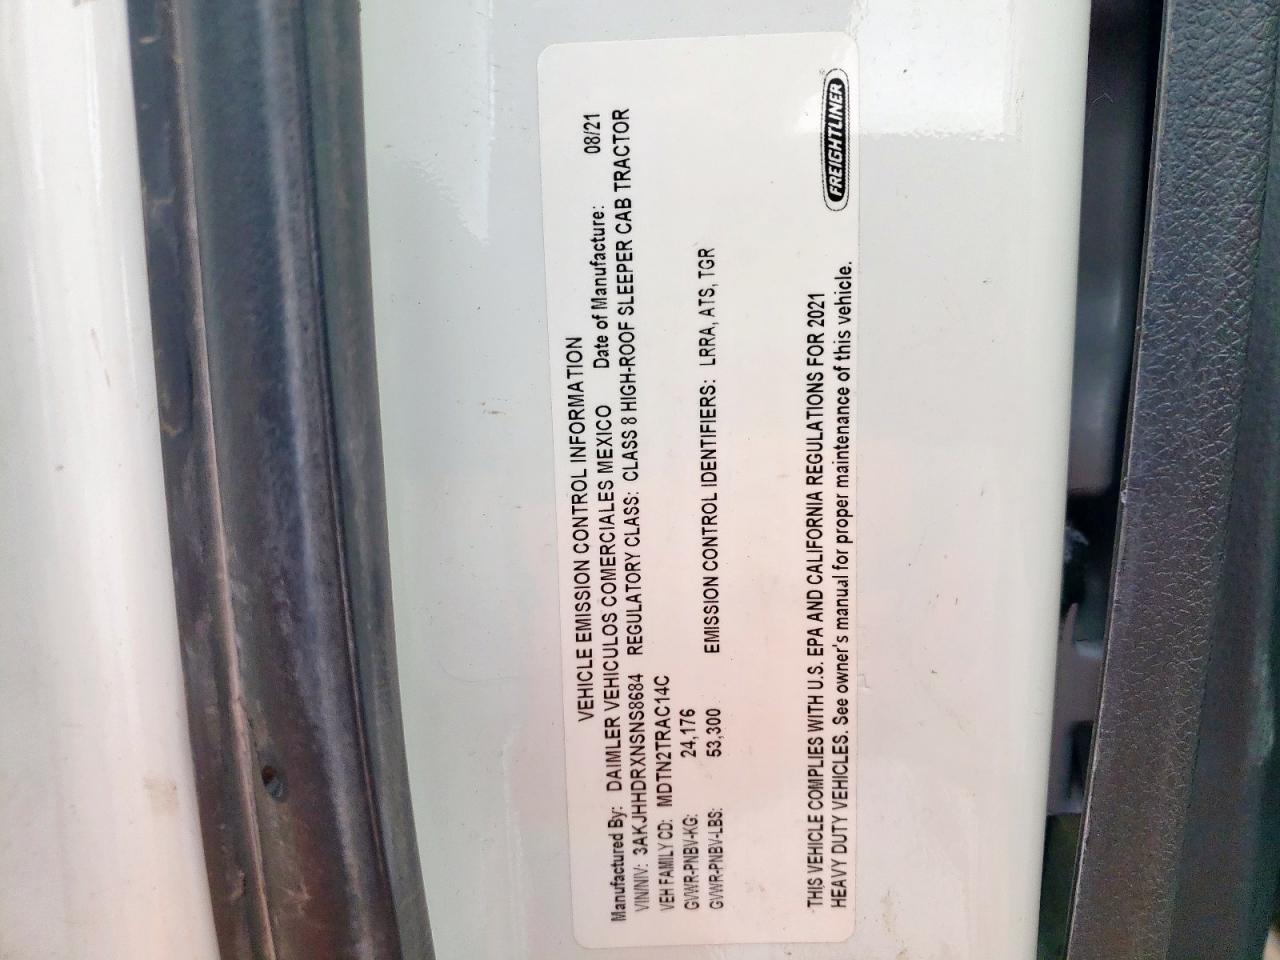 VEHICLE EMISSION CONTROL INFORMATION
Manufactured By: DAIMLER VEHICULOS COMERCIALES MEXICO Date of Manufacture: 08/21
VIN/NIV: 3AKJHHDRXNSNS8684 REGULATORY CLASS: CLASS 8 HIGH-ROOF SLEEPER CAB TRACTOR
VEH FAMILY CD: MDTN2TRAC14C
GVWR-PNBV-KG: 24,176
GVWR-PNBV-LBS: 53,300 EMISSION CONTROL IDENTIFIERS: LRRA, ATS, TGR
THIS VEHICLE COMPLIES WITH U.S. EPA AND CALIFORNIA REGULATIONS FOR 2021
HEAVY DUTY VEHICLES. See owner's manual for proper maintenance of this vehicle.
FREIGHTLINER®